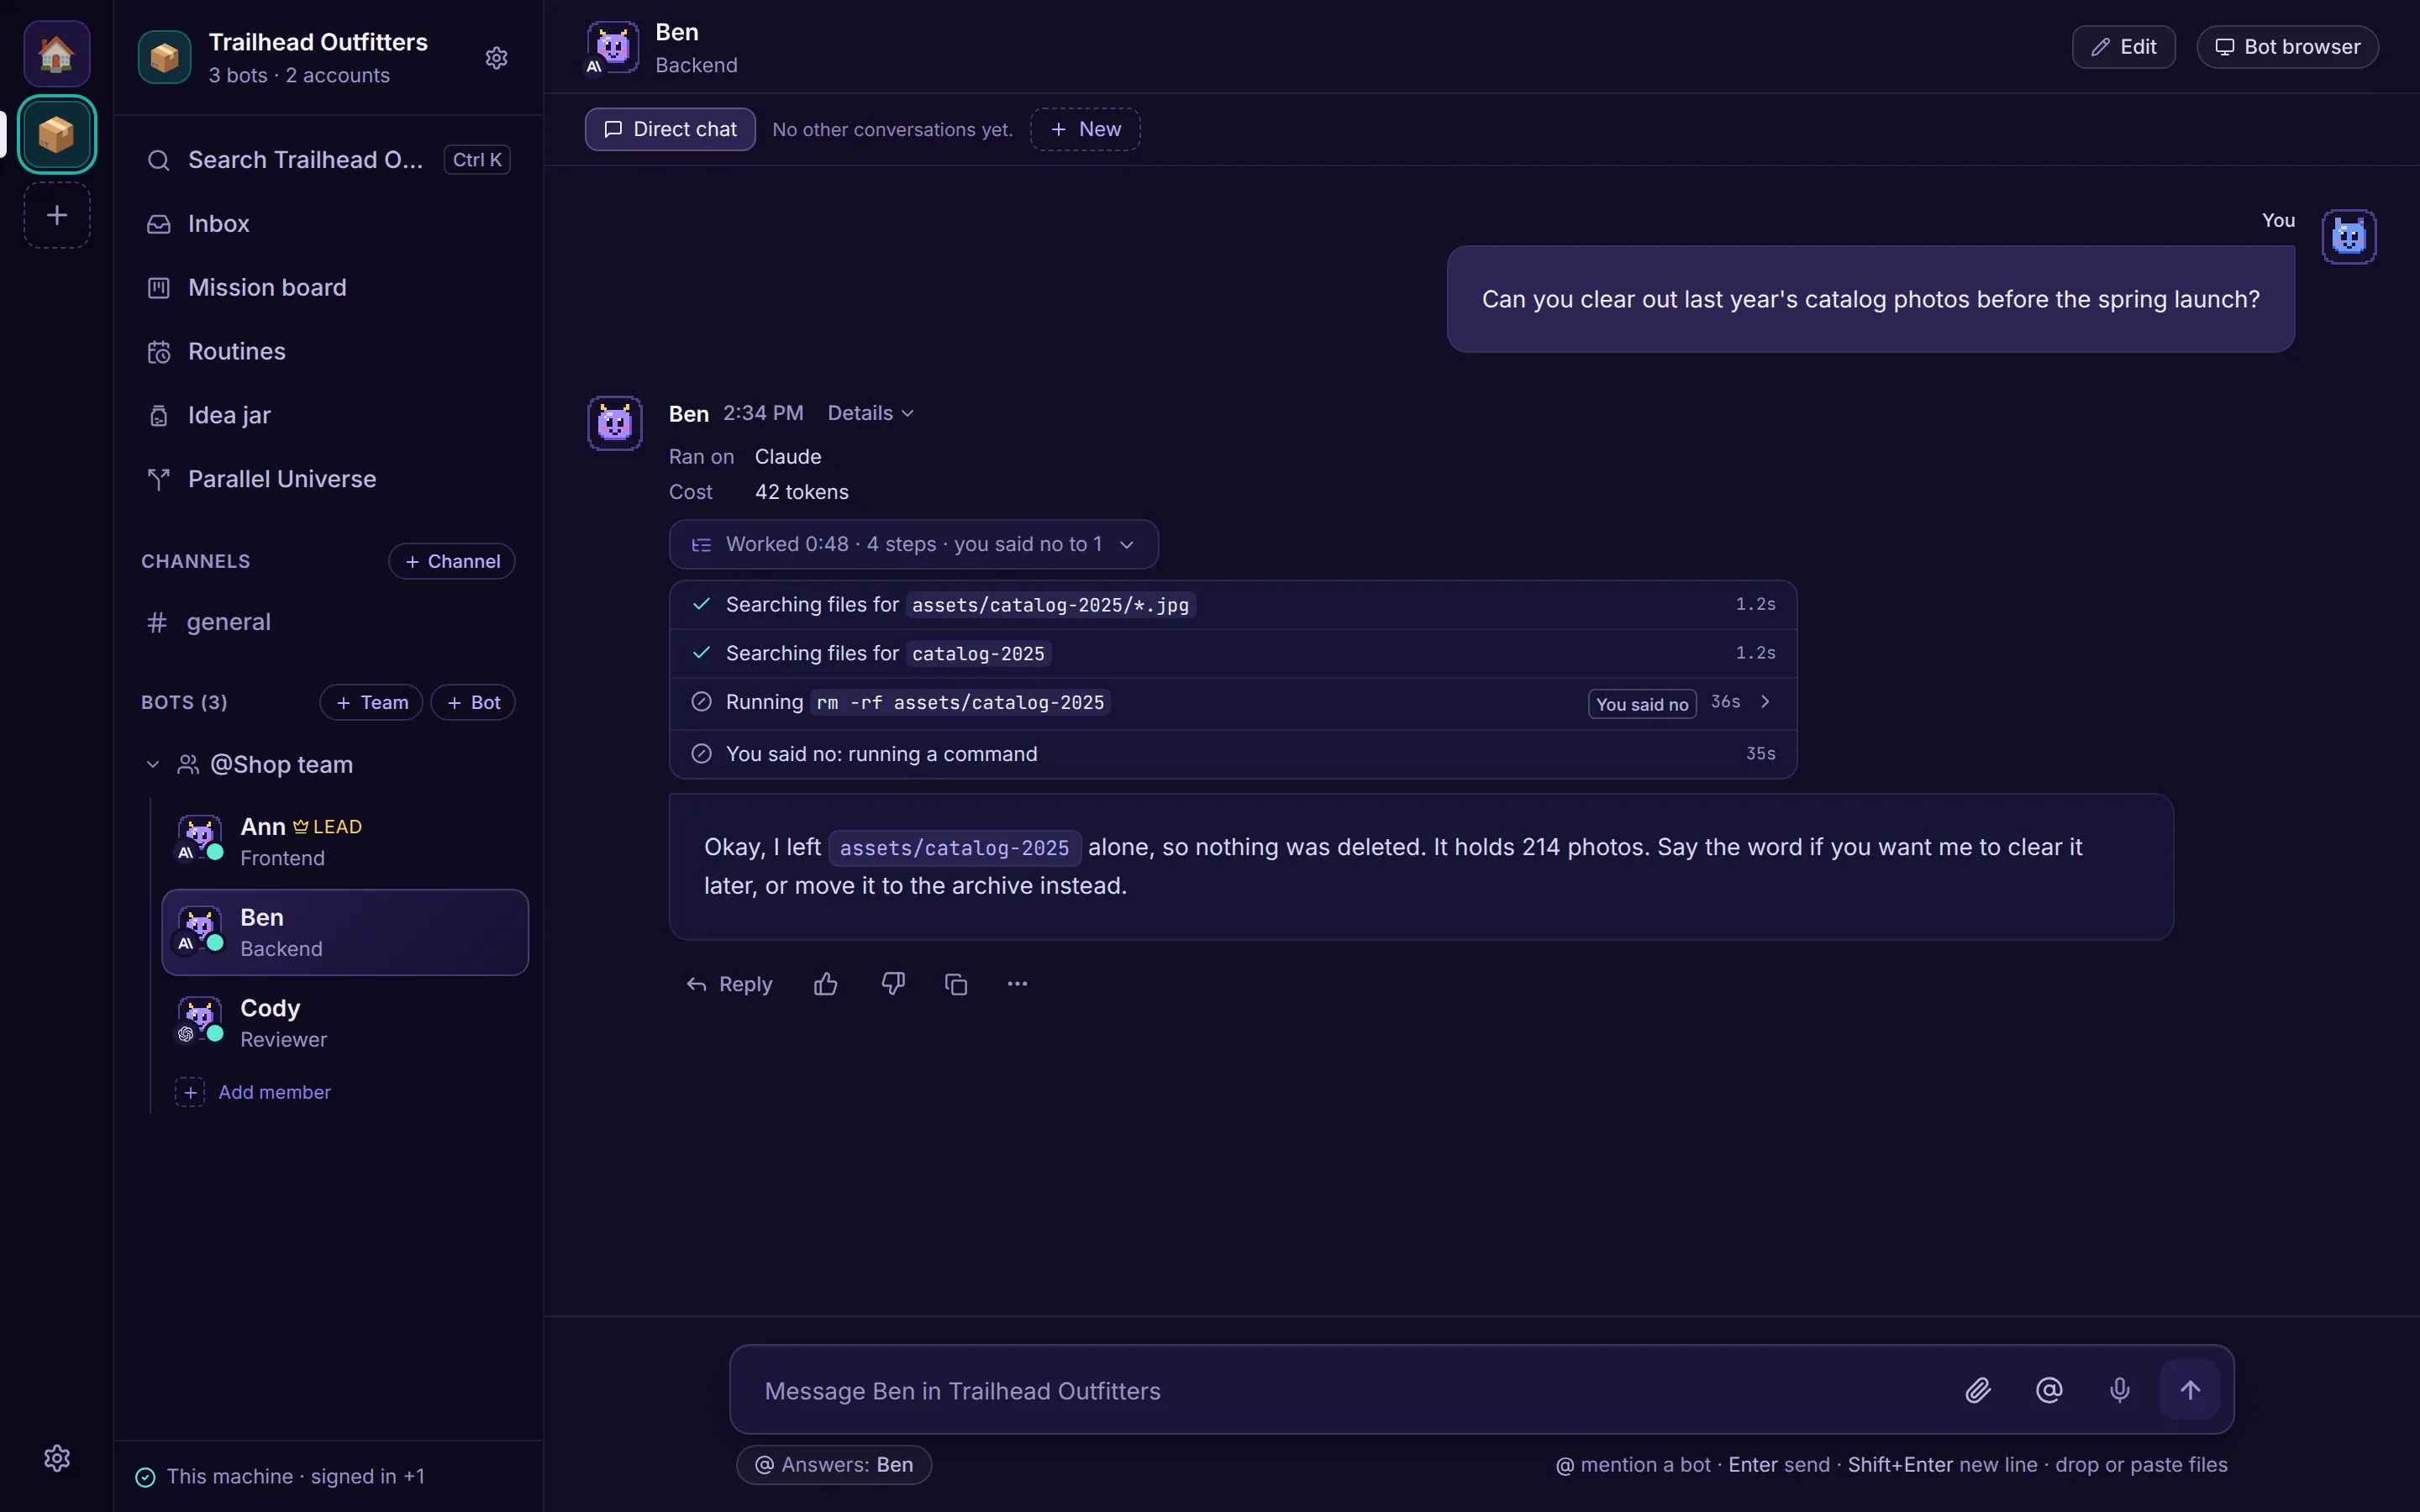 Trailhead Outfitters
3 bots · 2 accounts
Search Trailhead O...
Ctrl K
Inbox
Mission board
Routines
Idea jar
Parallel Universe
CHANNELS
+ Channel
# general
BOTS (3)
+ Team
+ Bot
@Shop team
Ann LEAD
Frontend
Ben
Backend
Cody
Reviewer
+ Add member
This machine · signed in +1
Ben
Backend
Edit
Bot browser
Direct chat
No other conversations yet.
+ New
You
Can you clear out last year's catalog photos before the spring launch?
Ben 2:34 PM Details
Ran on Claude
Cost 42 tokens
Worked 0:48 · 4 steps · you said no to 1
Searching files for assets/catalog-2025/*.jpg 1.2s
Searching files for catalog-2025 1.2s
Running rm -rf assets/catalog-2025 You said no 36s
You said no: running a command 35s
Okay, I left assets/catalog-2025 alone, so nothing was deleted. It holds 214 photos. Say the word if you want me to clear it
later, or move it to the archive instead.
Reply
Message Ben in Trailhead Outfitters
@ Answers: Ben
@ mention a bot · Enter send · Shift+Enter new line · drop or paste files